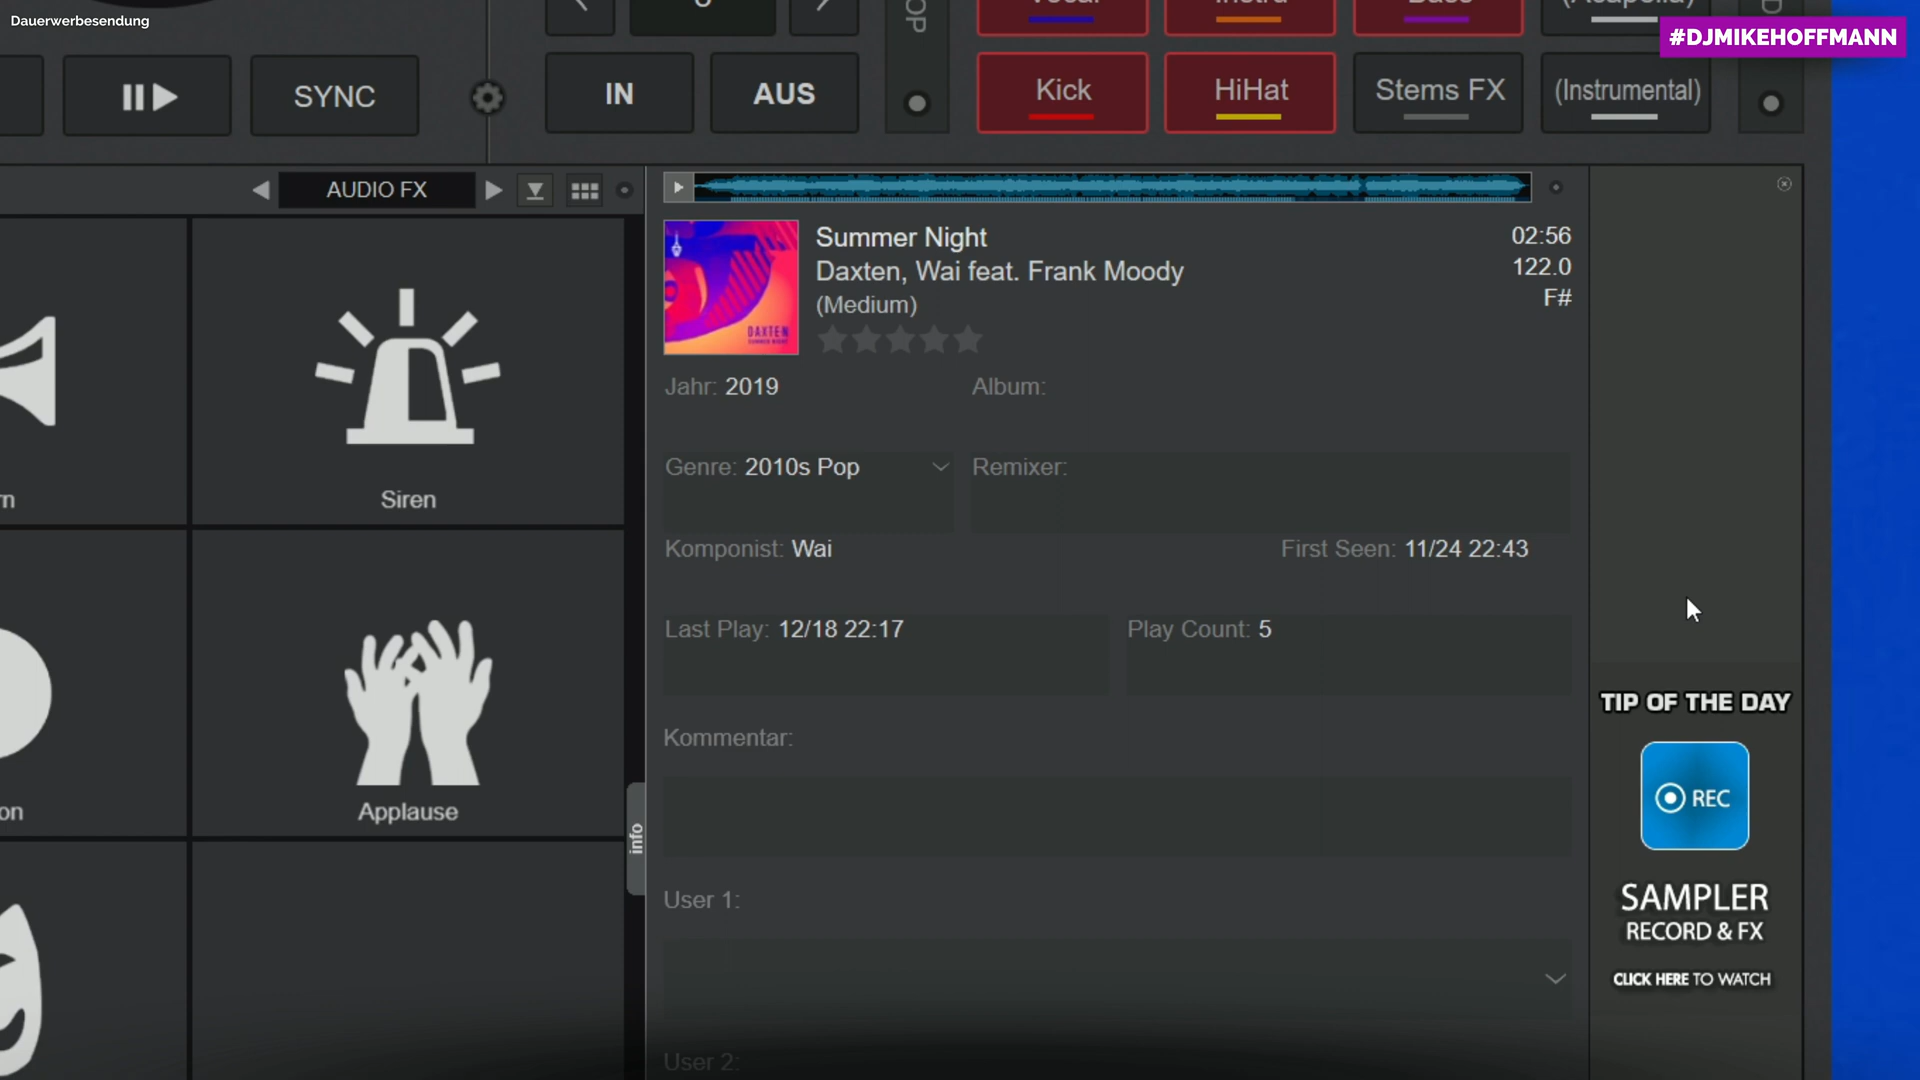 Dauerwerbesendung
#DJMIKEHOFFMANN
SYNC
IN
AUS
Kick
HiHat
Stems FX
(Instrumental)
AUDIO FX
Summer Night
Daxten, Wai feat. Frank Moody
(Medium)
02:56
122.0
F#
DAXTEN
SUMMER NIGHT
Jahr: 2019
Album:
Genre: 2010s Pop
Remixer:
Siren
Komponist: Wai
First Seen: 11/24 22:43
Last Play: 12/18 22:17
Play Count: 5
Kommentar:
Applause
info
User 1:
User 2:
TIP OF THE DAY
REC
SAMPLER
RECORD & FX
CLICK HERE TO WATCH